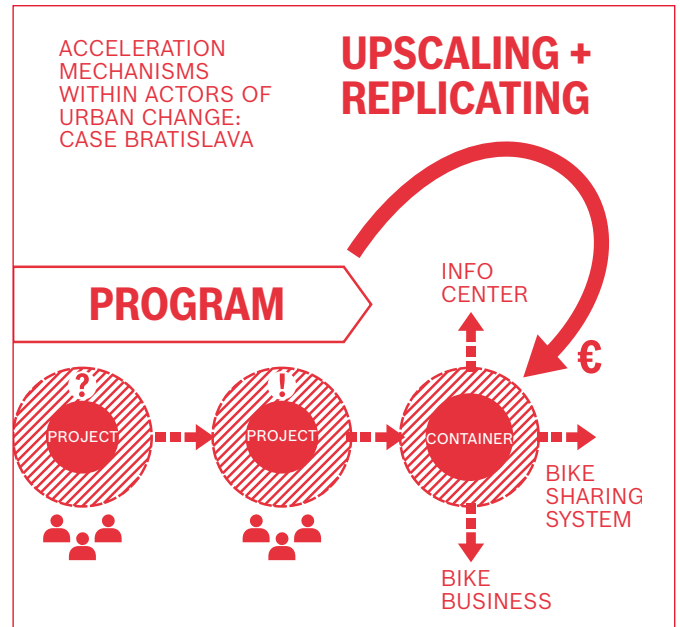 ACCELERATION
MECHANISMS
WITHIN ACTORS OF
URBAN CHANGE:
CASE BRATISLAVA
UPSCALING +
REPLICATING
PROGRAM
INFO
CENTER
€
?
!
PROJECT
PROJECT
CONTAINER
BIKE
SHARING
SYSTEM
BIKE
BUSINESS